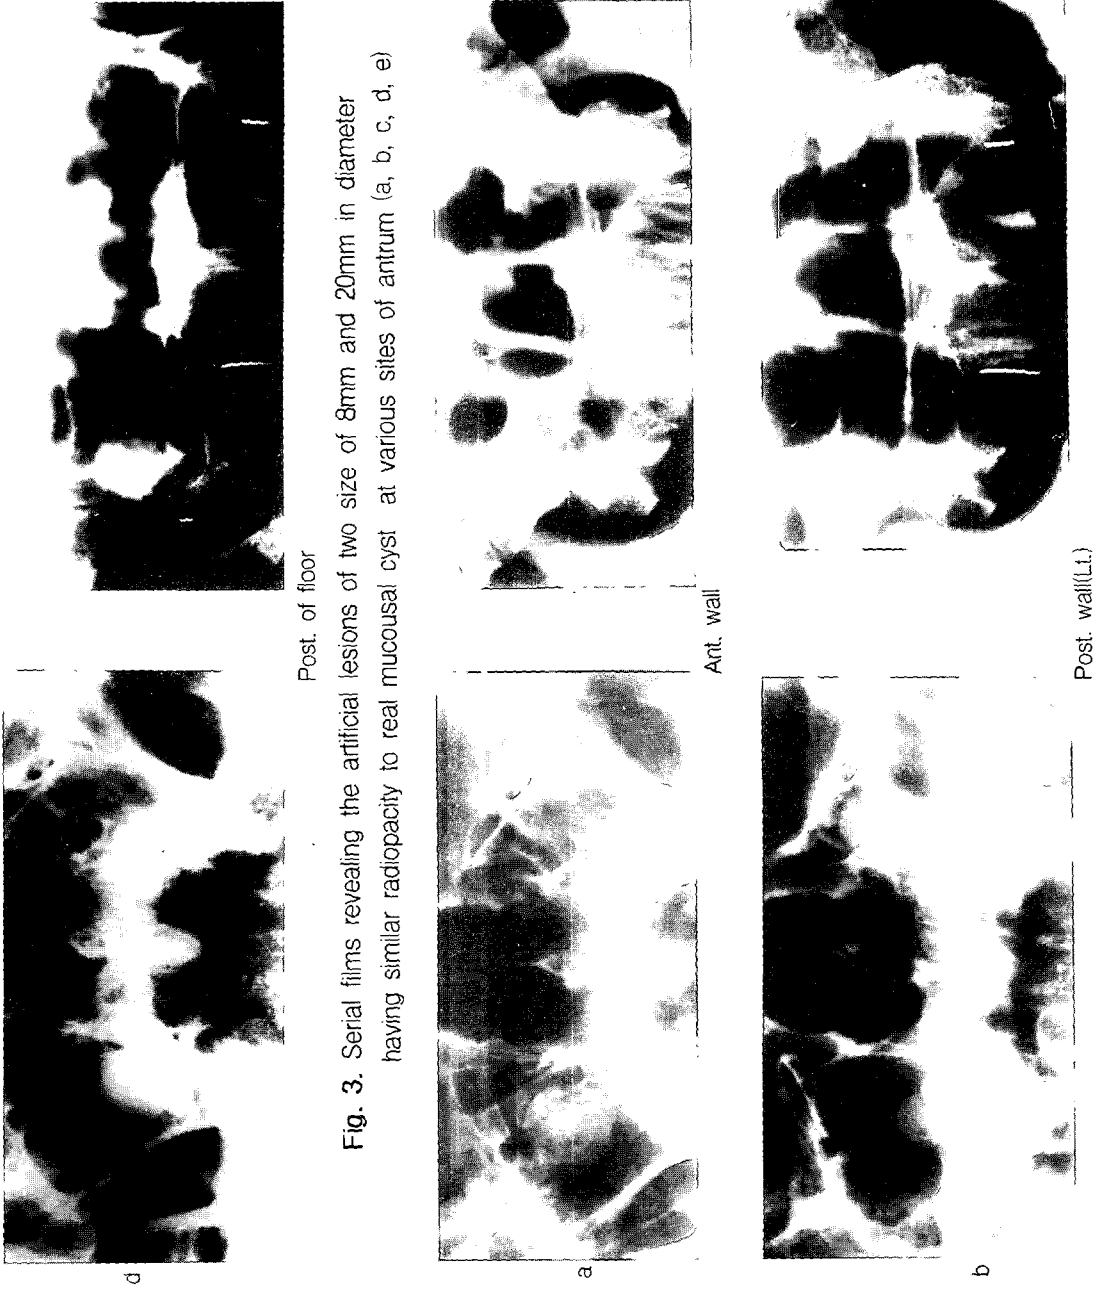 d
Post. of floor
Fig. 3. Serial films revealing the artificial lesions of two size of 8mm and 20mm in diameter
having similar radiopacity to real mucousal cyst at various sites of antrum (a, b, c, d, e)
a
Ant. wall
b
Post. wall(Lt.)